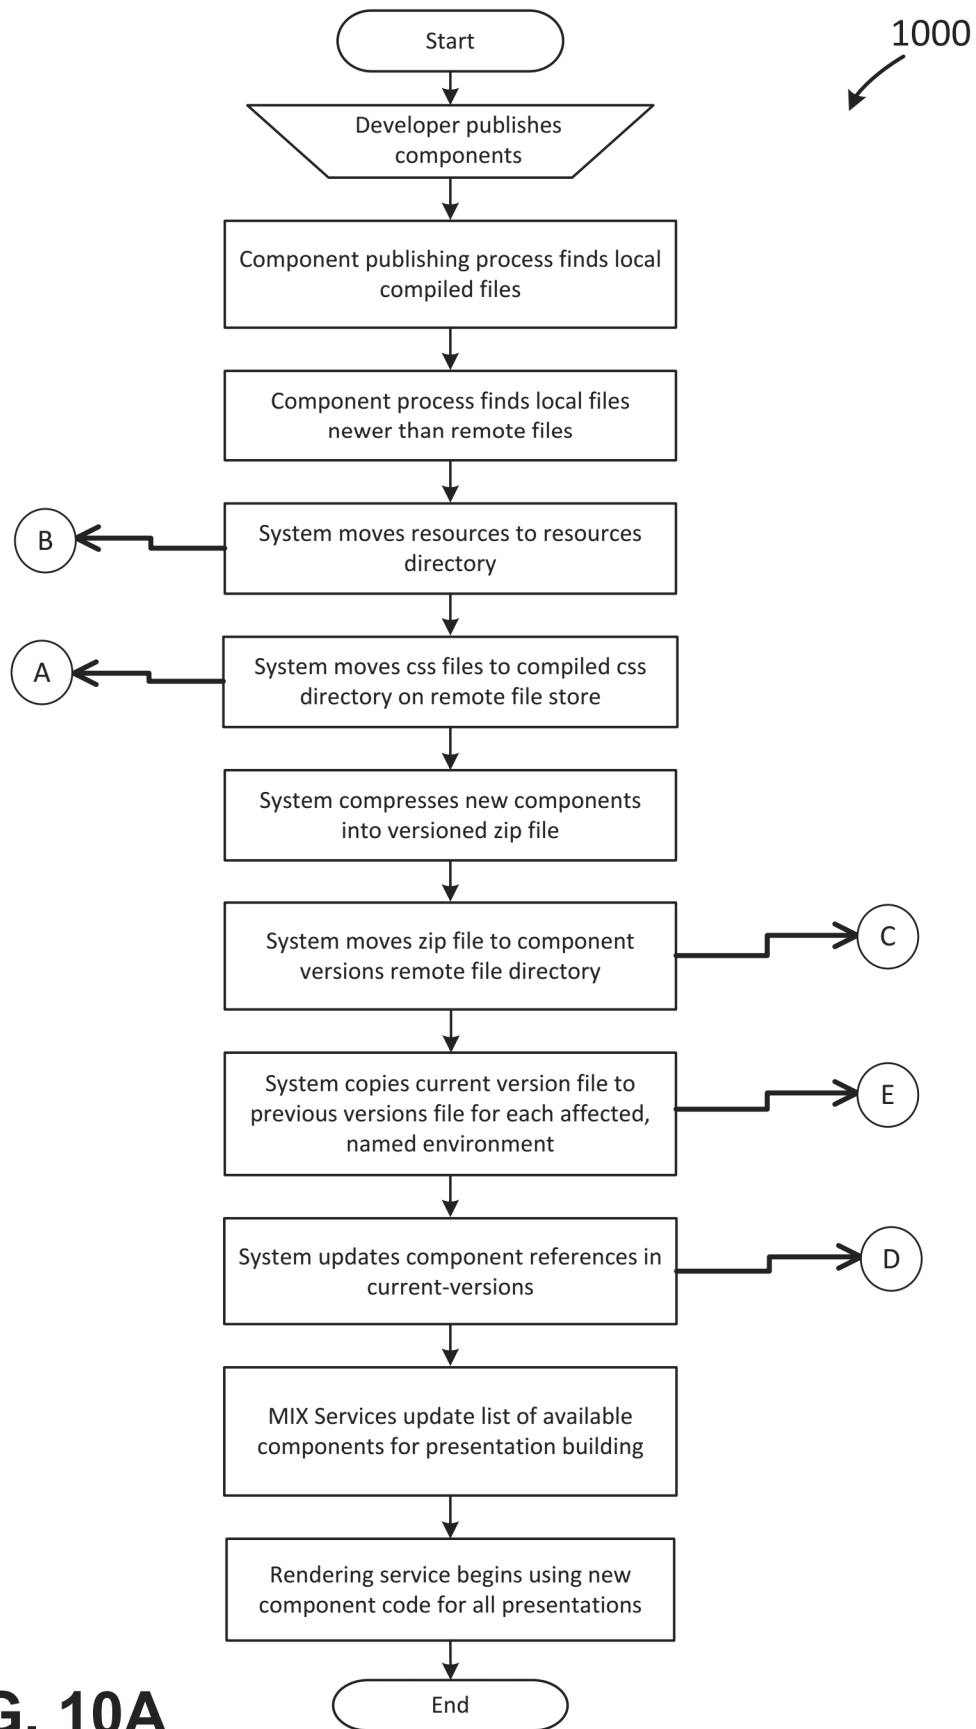 Start
1000
Developer publishes
components
Component publishing process finds local
compiled files
Component process finds local files
newer than remote files
System moves resources to resources
directory
B
System moves css files to compiled css
directory on remote file store
A
System compresses new components
into versioned zip file
System moves zip file to component
versions remote file directory
C
System copies current version file to
previous versions file for each affected,
named environment
E
System updates component references in
current-versions
D
MIX Services update list of available
components for presentation building
Rendering service begins using new
component code for all presentations
End
G. 10A